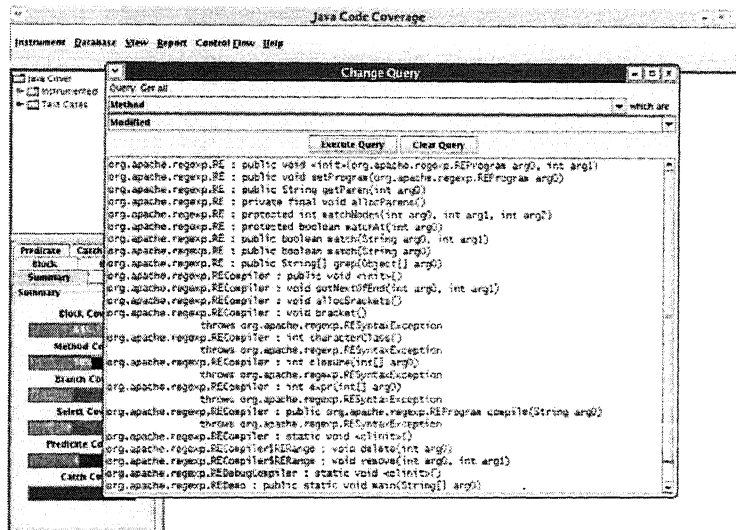 Java Code Coverage
Instrument Database View Report Control Flow Help
Java Cover
Instrumented
Test Cases
Change Query
Query: Get all
Method
which are
Modified
Execute Query Clear Query
org.apache.regexp.RE : public void <init>(org.apache.regexp.REProgram arg0, int arg1)
org.apache.regexp.RE : public void setProgram(org.apache.regexp.REProgram arg0)
org.apache.regexp.RE : public String getParen(int arg0)
org.apache.regexp.RE : private final void allocParens()
org.apache.regexp.RE : protected int matchNodes(int arg0, int arg1, int arg2)
org.apache.regexp.RE : protected boolean matchAt(int arg0)
org.apache.regexp.RE : public boolean match(String arg0, int arg1)
org.apache.regexp.RE : public boolean match(String arg0)
org.apache.regexp.RE : public String[] grep(Object[] arg0)
org.apache.regexp.RECompiler : public void <init>()
org.apache.regexp.RECompiler : void setNextOfEnd(int arg0, int arg1)
org.apache.regexp.RECompiler : void allocBrackets()
org.apache.regexp.RECompiler : void bracket()
throws org.apache.regexp.RESyntaxException
org.apache.regexp.RECompiler : int characterClass()
throws org.apache.regexp.RESyntaxException
org.apache.regexp.RECompiler : int closure(int[] arg0)
throws org.apache.regexp.RESyntaxException
org.apache.regexp.RECompiler : int expr(int[] arg0)
throws org.apache.regexp.RESyntaxException
org.apache.regexp.RECompiler : public org.apache.regexp.REProgram compile(String arg0)
throws org.apache.regexp.RESyntaxException
org.apache.regexp.RECompiler : static void <clinit>()
org.apache.regexp.RECompiler$RERange : void delete(int arg0)
org.apache.regexp.RECompiler$RERange : void remove(int arg0, int arg1)
org.apache.regexp.REDebugCompiler : static void <clinit>()
org.apache.regexp.REDemo : public static void main(String[] arg0)
Predicate Catch
Block
Summary
Summary
Block Cov
Method Co
Branch Cov
Select Cov
Predicate Co
Catch Co